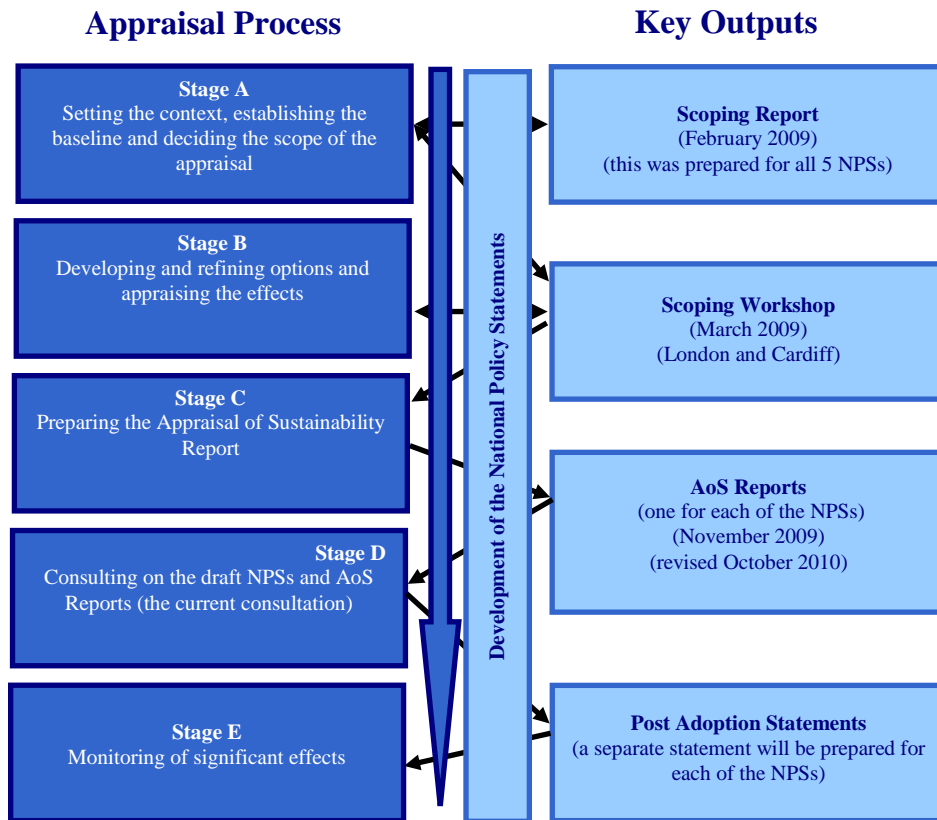 Appraisal Process
Key Outputs
Stage A
Setting the context, establishing the
baseline and deciding the scope of the
appraisal
Stage B
Developing and refining options and
appraising the effects
Stage C
Preparing the Appraisal of Sustainability
Report
Stage D
Consulting on the draft NPSs and AoS
Reports (the current consultation)
Stage E
Monitoring of significant effects
Development of the National Policy Statements
Scoping Report
(February 2009)
(this was prepared for all 5 NPSs)
Scoping Workshop
(March 2009)
(London and Cardiff)
AoS Reports
(one for each of the NPSs)
(November 2009)
(revised October 2010)
Post Adoption Statements
(a separate statement will be prepared for
each of the NPSs)